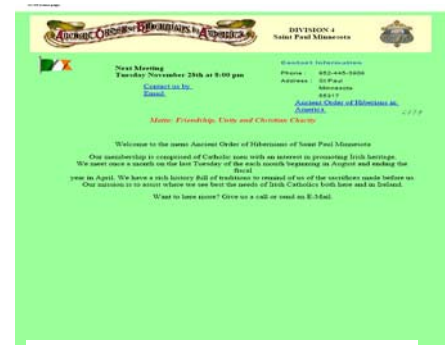 Ancient Order of Hibernians in America
DIVISION 4
Saint Paul Minnesota
Next Meeting
Tuesday November 28th at 8:00 pm
Contact us by
Email
Contact Information
Phone :
Address : St Paul
Minnesota
Ancient Order of Hibernians in
America
Motto: Friendship, Unity and Christian Charity
Welcome to the mens Ancient Order of Hibernians of Saint Paul Minnesota
Our membership is comprised of Catholic men with an interest in promoting Irish heritage.
We meet once a month on the last Tuesday of the each month beginning in August and ending the
fiscal
year in April. We have a rich history full of traditions to remind of us of the sacrifices made before us.
Our mission is to assist where we see best the needs of Irish Catholics both here and in Ireland.
Want to here more? Give us a call or send an E-Mail.